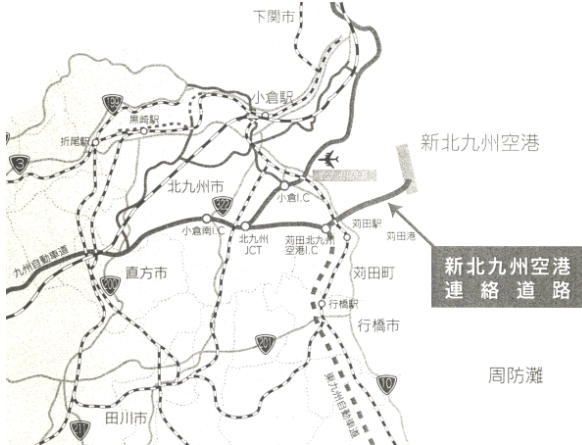 下関市
199
小倉駅
黒崎駅
折尾駅
新北九州空港
3
北九州市
小倉I.C
322
小倉南I.C
北九州
JCT
苅田北九州
空港I.C
苅田駅
苅田港
九州自動車道
新北九州空港
連絡道路
直方市
200
苅田町
行橋駅
行橋市
201
周防灘
東九州自動車道
10
田川市
211